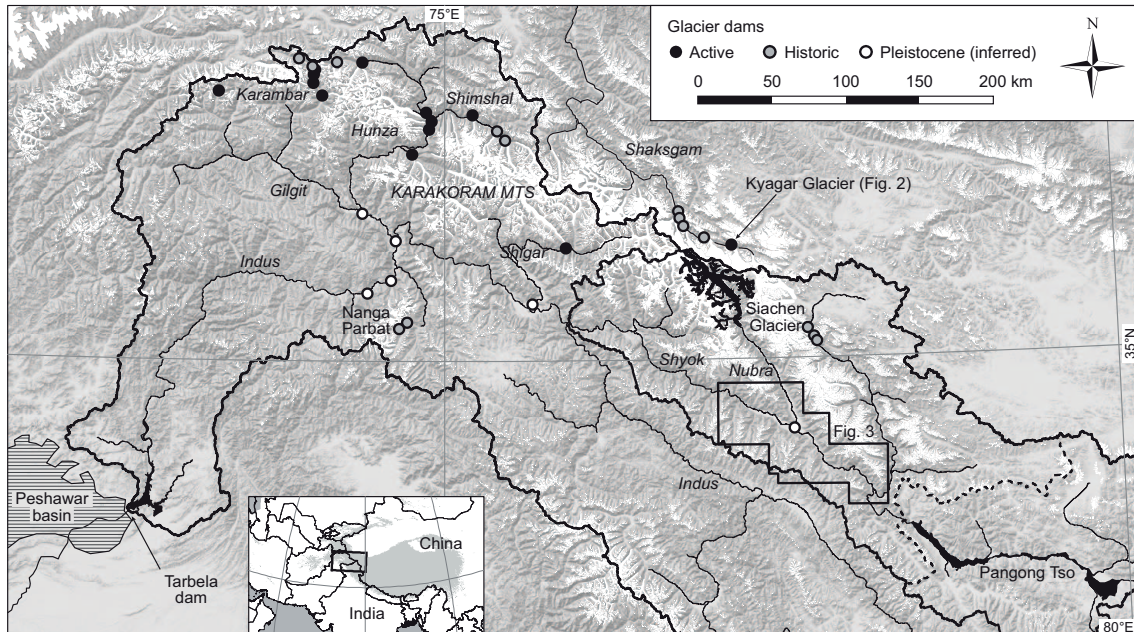 75°E
Glacier dams
Active
Historic
Pleistocene (inferred)
0
50
100
150
200 km
N
Karambar
Shimshal
Hunza
Shaksgam
Kyagar Glacier (Fig. 2)
Gilgit
KARAKORAM MTS
Shigar
Indus
Nanga
Parbat
Siachen
Glacier
35°N
Shyok
Nubra
Fig. 3
Indus
Peshawar
basin
Tarbela
dam
China
India
Pangong Tso
80°E